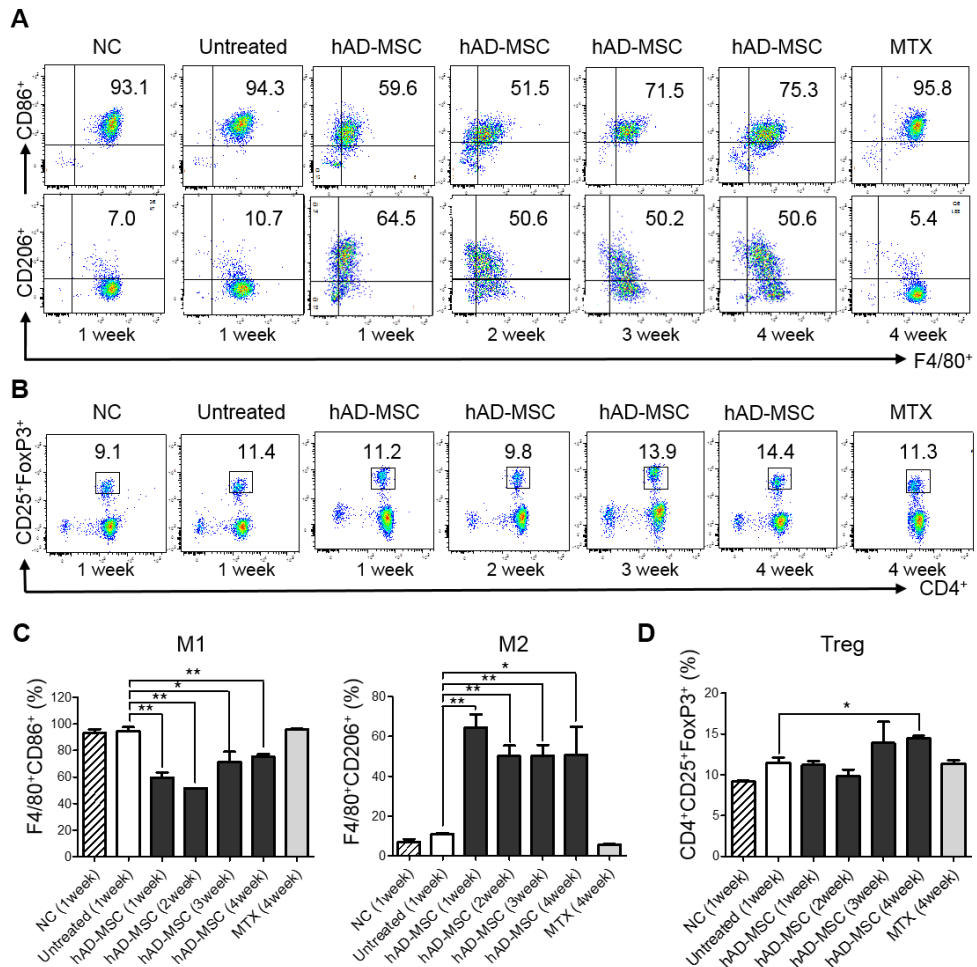 A
NC Untreated hAD-MSC hAD-MSC hAD-MSC hAD-MSC MTX
CD86⁺
93.1 94.3 59.6 51.5 71.5 75.3 95.8
CD206⁺
7.0 10.7 64.5 50.6 50.2 50.6 5.4
1 week 1 week 1 week 2 week 3 week 4 week 4 week
F4/80⁺
B
NC Untreated hAD-MSC hAD-MSC hAD-MSC hAD-MSC MTX
CD25⁺FoxP3⁺
9.1 11.4 11.2 9.8 13.9 14.4 11.3
1 week 1 week 1 week 2 week 3 week 4 week 4 week
CD4⁺
C
M1
F4/80⁺CD86⁺ (%)
120
100
80
60
40
20
0
**
*
**
**
NC (1week)
Untreated (1week)
hAD-MSC (1week)
hAD-MSC (2week)
hAD-MSC (3week)
hAD-MSC (4week)
MTX (4week)
M2
F4/80⁺CD206⁺ (%)
80
60
40
20
0
*
**
**
**
NC (1week)
Untreated (1week)
hAD-MSC (1week)
hAD-MSC (2week)
hAD-MSC (3week)
hAD-MSC (4week)
MTX (4week)
D
Treg
CD4⁺CD25⁺FoxP3⁺ (%)
20
15
10
5
0
*
NC (1week)
Untreated (1week)
hAD-MSC (1week)
hAD-MSC (2week)
hAD-MSC (3week)
hAD-MSC (4week)
MTX (4week)